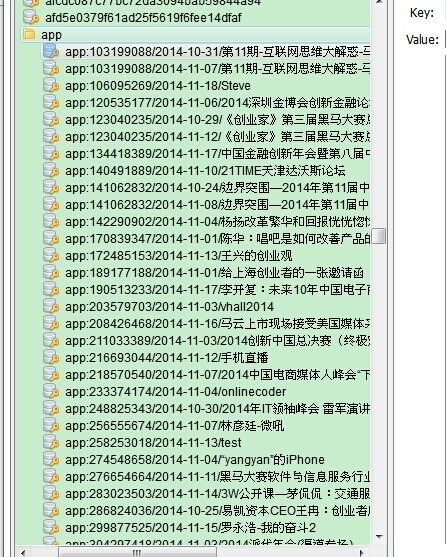 afd5e0379f61ad25f5619f6fee14dfaf
app
app:103199088/2014-10-31/第11期-互联网思维大解惑-马
app:103199088/2014-11-07/第11期-互联网思维大解惑-马
app:106095269/2014-11-18/Steve
app:120535177/2014-11-06/2014深圳金博会创新金融论
app:123040235/2014-10-29/《创业家》第三届黑马大赛总
app:123040235/2014-11-12/《创业家》第三届黑马大赛总
app:134418389/2014-11-17/中国金融创新年会暨第八届中
app:140491889/2014-11-10/21TIME天津达沃斯论坛
app:141062832/2014-10-24/边界突围—2014年第11届中
app:141062832/2014-11-08/边界突围—2014年第11届中
app:142290902/2014-11-04/杨扬改革繁华和回报恍恍惚惚
app:170839347/2014-11-01/陈华：唱吧是如何改善产品的
app:172485153/2014-11-13/王兴的创业观
app:189177188/2014-11-01/给上海创业者的一张邀请函
app:190513233/2014-11-17/李开复：未来10年中国电子商
app:203579703/2014-11-03/vhall2014
app:208426468/2014-11-16/马云上市现场接受美国媒体采
app:211033389/2014-11-03/2014创新中国总决赛（终极
app:216693044/2014-11-12/手机直播
app:218570540/2014-11-07/2014中国电商媒体人峰会“下
app:233374174/2014-11-04/onlinecoder
app:248825343/2014-10-30/2014年IT领袖峰会 雷军演讲
app:256555674/2014-11-07/林彦廷-微吼
app:258253018/2014-11-13/test
app:274548658/2014-11-04/“yangyan”的iPhone
app:276654664/2014-11-11/黑马大赛软件与信息服务行业
app:283023503/2014-11-14/3W公开课—茅侃侃：交通服
app:286824036/2014-10-25/易凯资本CEO王冉：创业者
app:299877525/2014-11-15/罗永浩-我的奋斗2
Key:
Value: